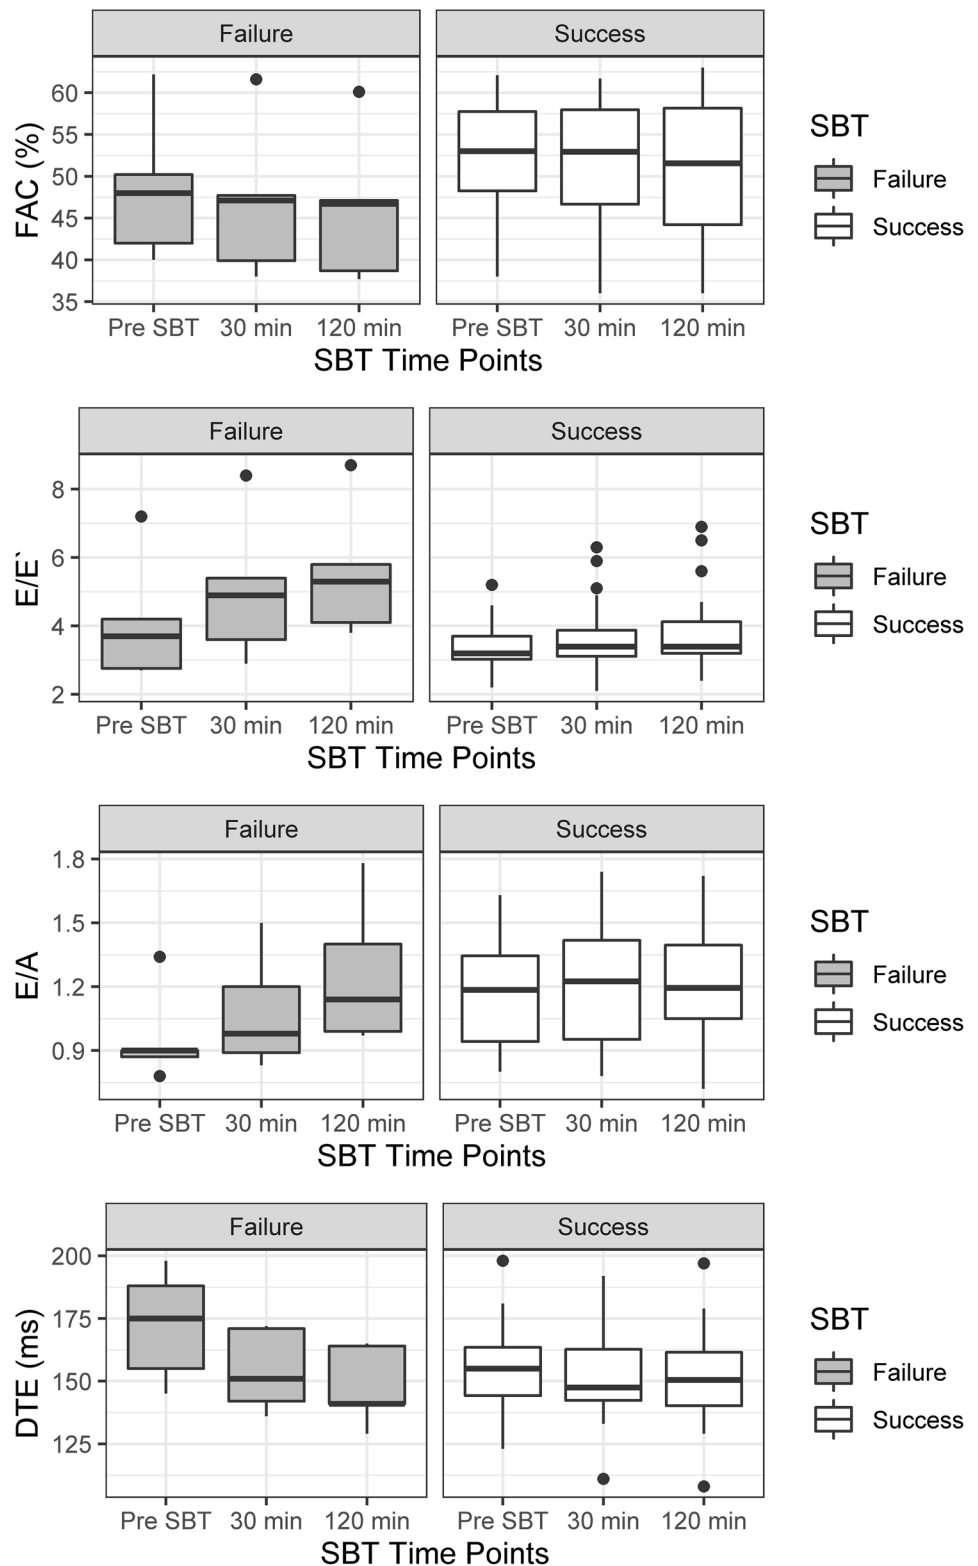 Failure Success
FAC (%)
60
55
50
45
40
35
Pre SBT 30 min 120 min Pre SBT 30 min 120 min
SBT Time Points
SBT
Failure
Success
Failure Success
E/E`
8
6
4
2
Pre SBT 30 min 120 min Pre SBT 30 min 120 min
SBT Time Points
SBT
Failure
Success
Failure Success
E/A
1.8
1.5
1.2
0.9
Pre SBT 30 min 120 min Pre SBT 30 min 120 min
SBT Time Points
SBT
Failure
Success
Failure Success
DTE (ms)
200
175
150
125
Pre SBT 30 min 120 min Pre SBT 30 min 120 min
SBT Time Points
SBT
Failure
Success